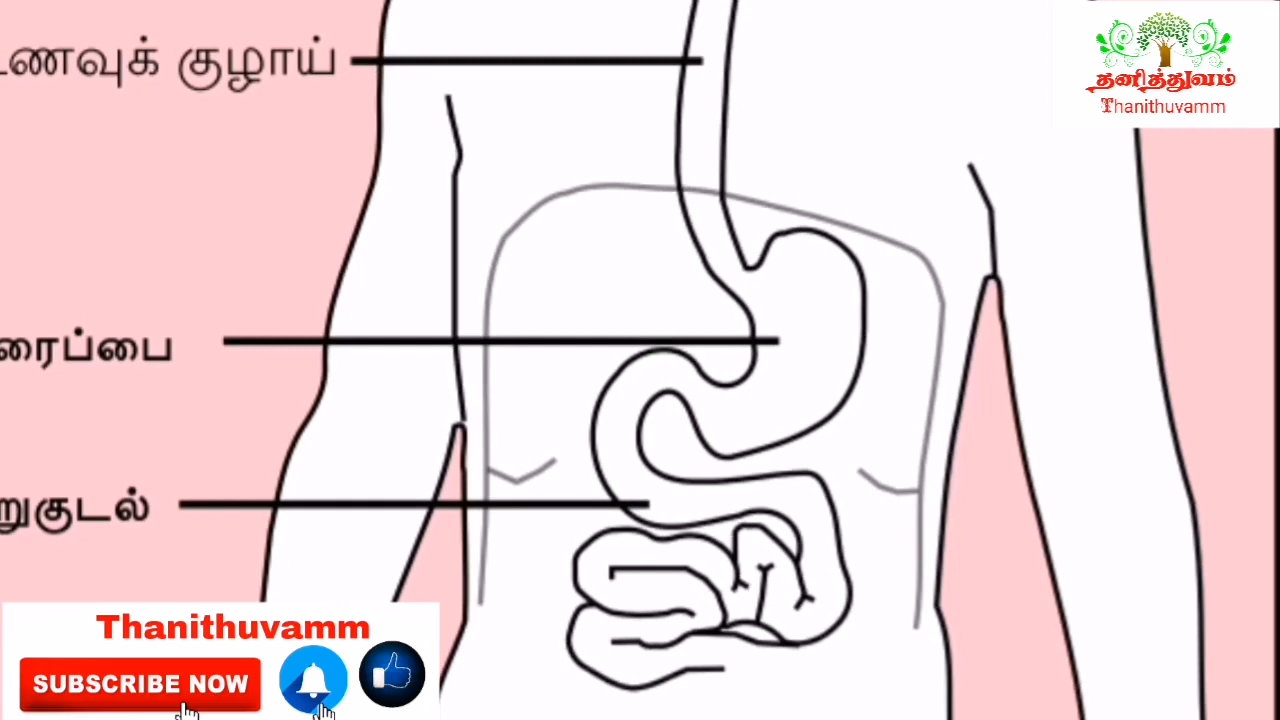 ணவுக் குழாய்
ரைப்பை
றுகுடல்
தனித்துவம்
Thanithuvamm
Thanithuvamm
SUBSCRIBE NOW